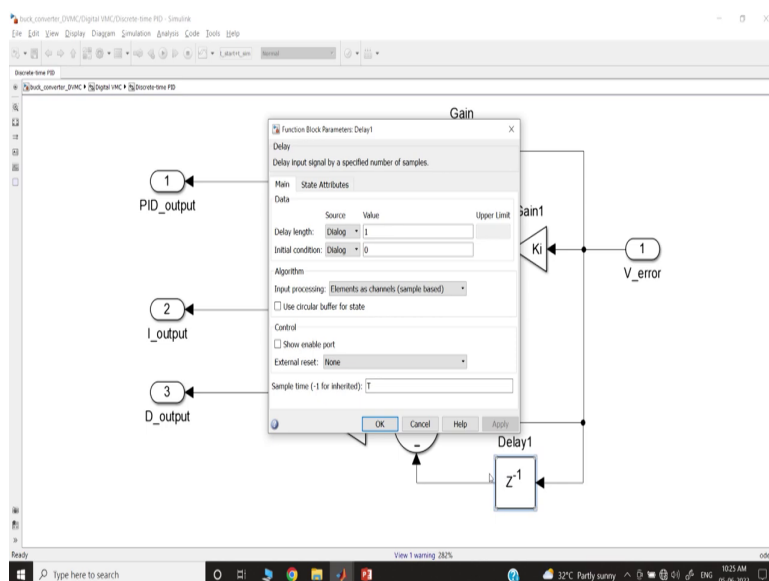 buck_converter_DVMC/Digital VMC/Discrete-time PID - Simulink
File Edit View Display Diagram Simulation Analysis Code Tools Help
Normal
Discrete-time PID
buck_converter_DVMC Digital VMC Discrete-time PID
Gain
Function Block Parameters: Delay1
Delay
Delay input signal by a specified number of samples.
Main State Attributes
Data
Source Value Upper Limit
Delay length: Dialog 1
Initial condition: Dialog 0
Algorithm
Input processing: Elements as channels (sample based)
Use circular buffer for state
Control
Show enable port
External reset: None
Sample time (-1 for inherited): T
OK Cancel Help Apply
1
PID_output
Gain1
Ki
1
V_error
2
I_output
3
D_output
Delay1
z-1
Ready View 1 warning 282% ode
Type here to search 32°C Partly sunny ENG 10:25 AM